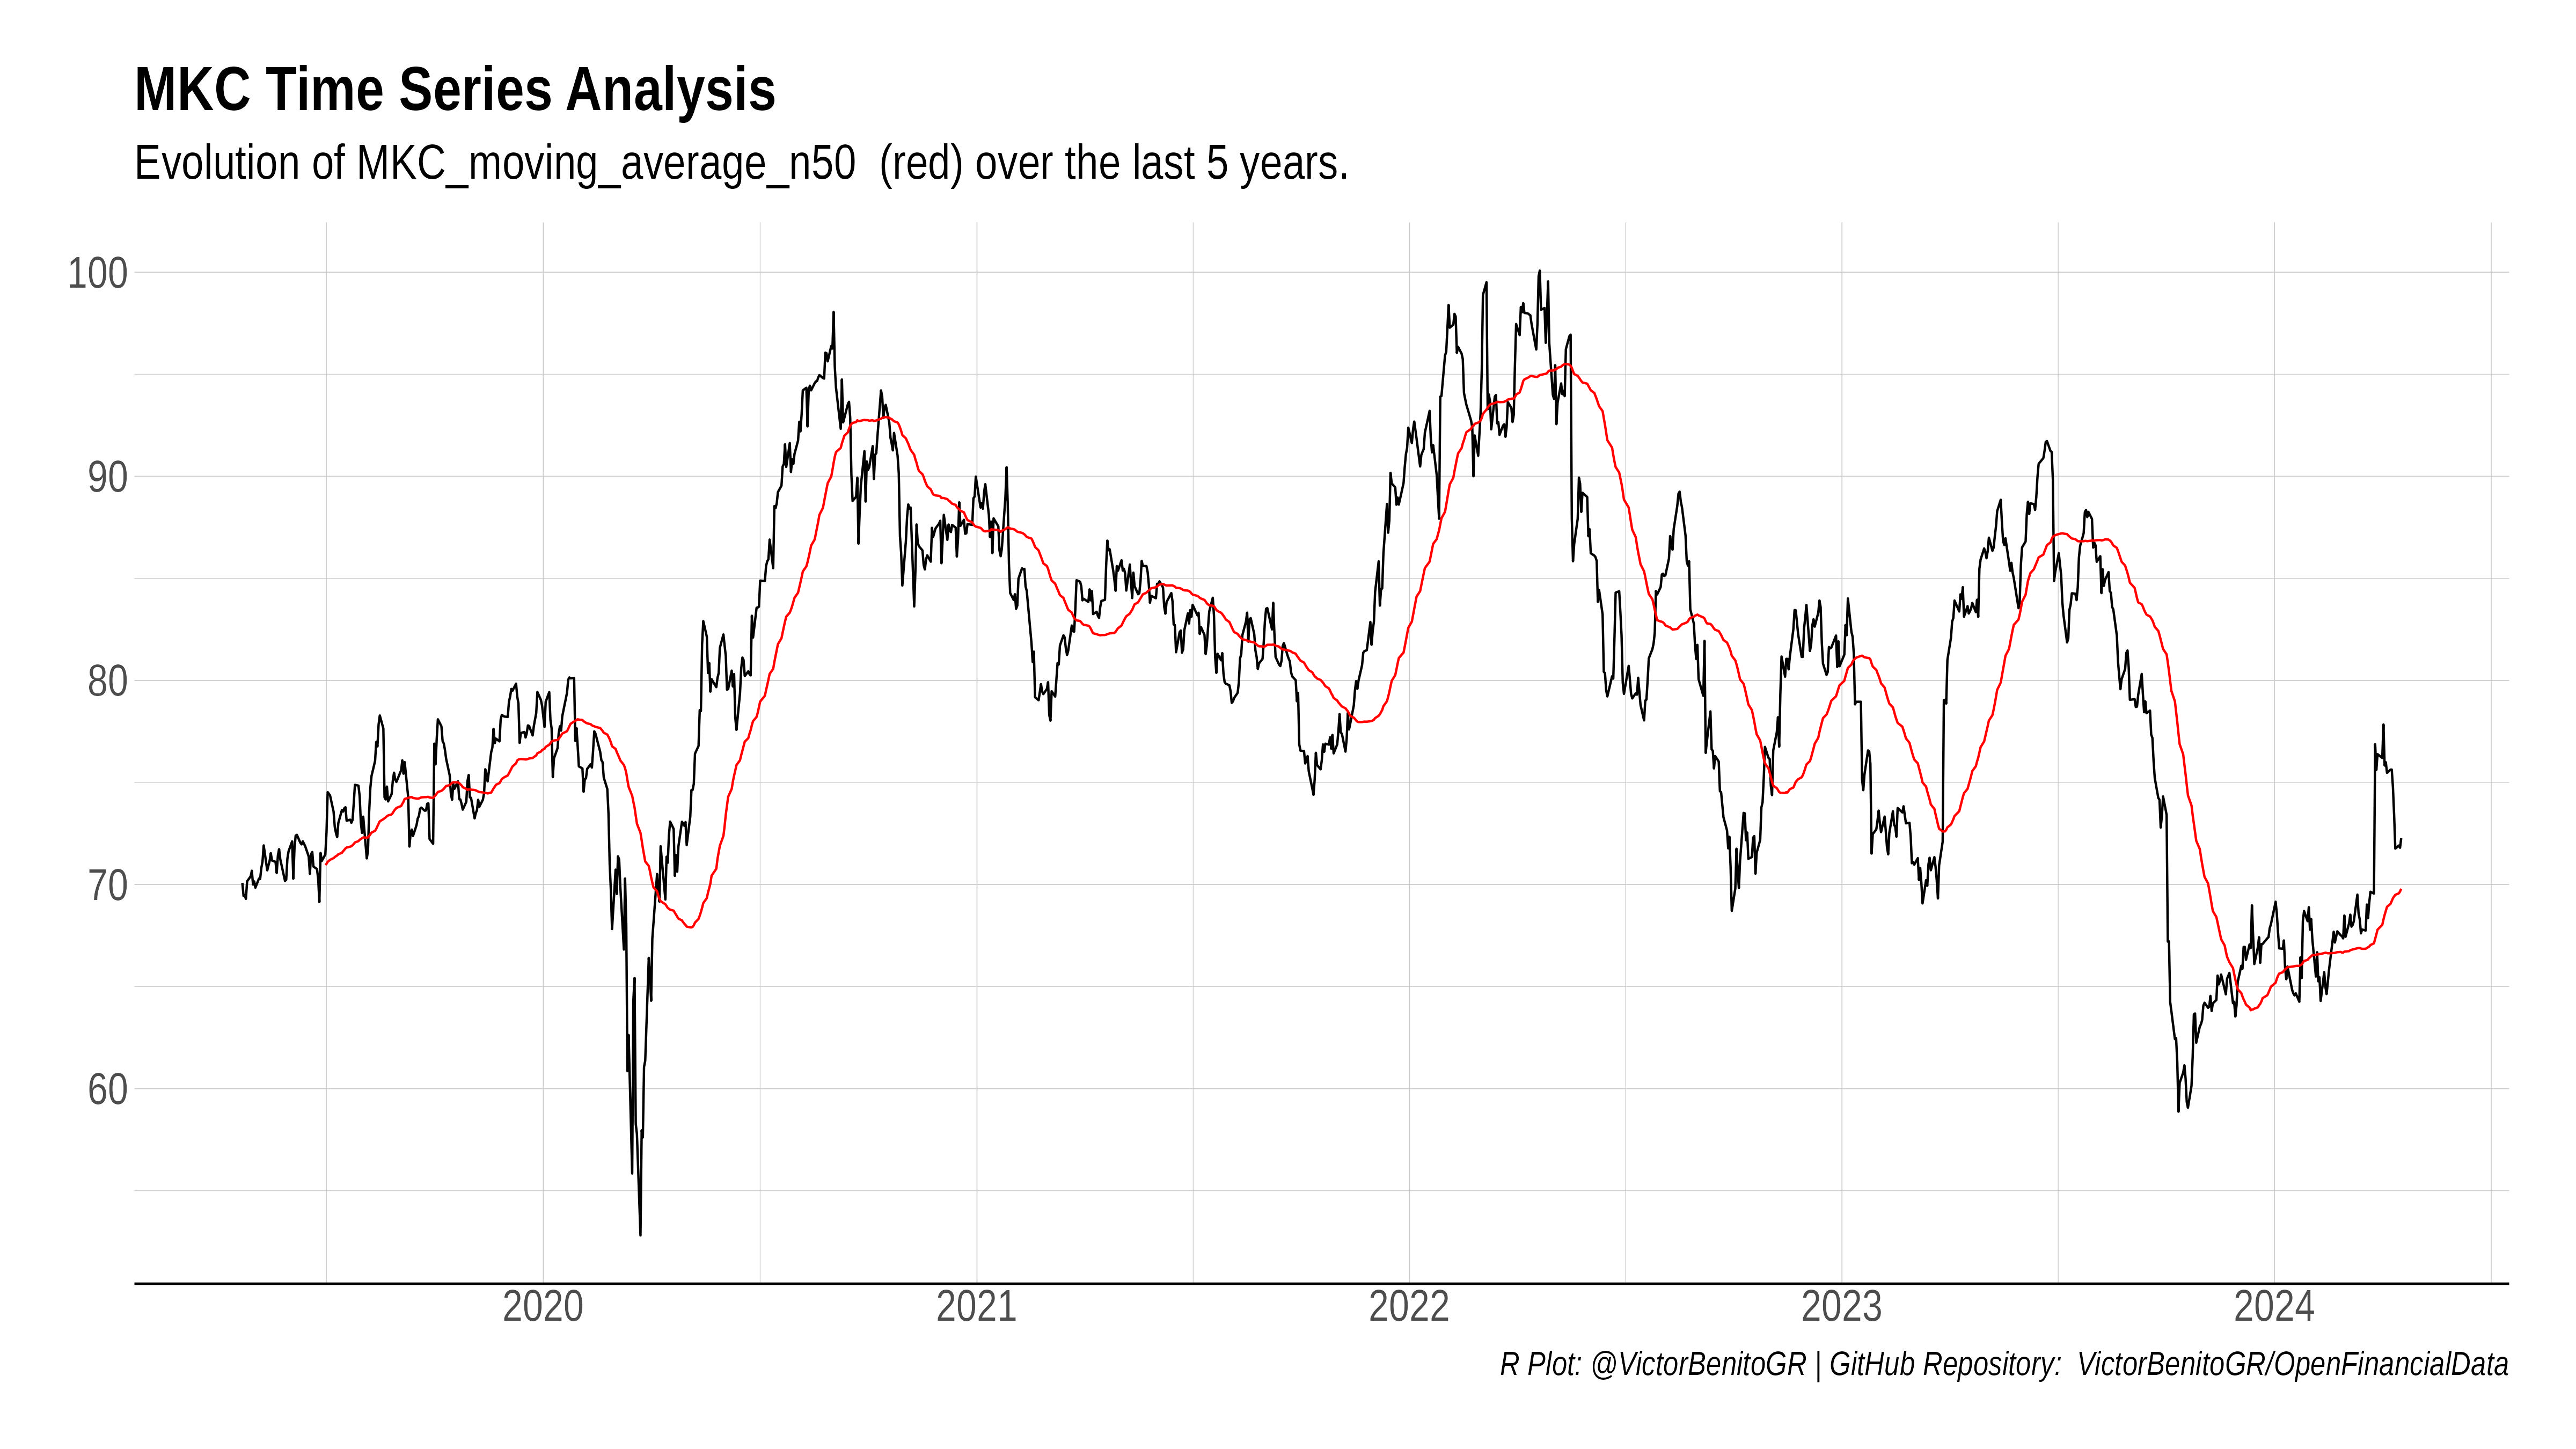 MKC Time Series Analysis
Evolution of MKC_moving_average_n50  (red) over the last 5 years.
100
90
80
70
60
2020 2021 2022 2023 2024
R Plot: @VictorBenitoGR | GitHub Repository:  VictorBenitoGR/OpenFinancialData